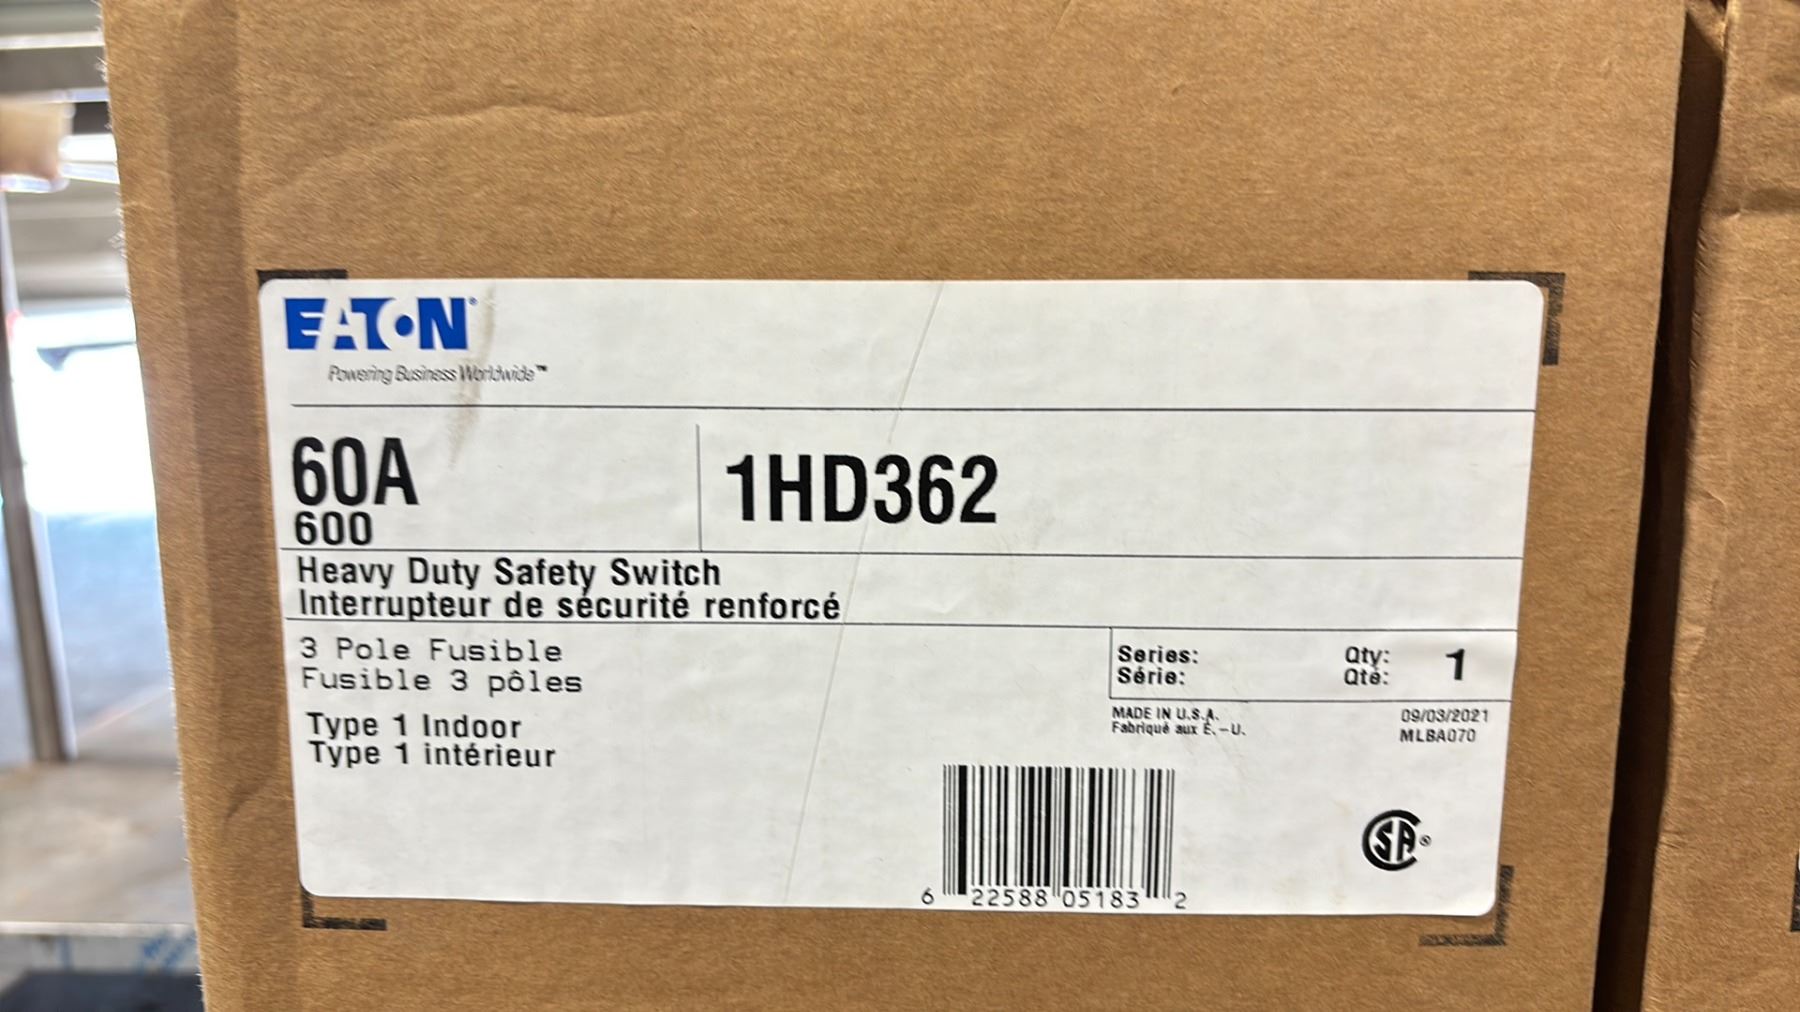 EATON
Powering Business Worldwide™
60A
600
1HD362
Heavy Duty Safety Switch
Interrupteur de sécurité renforcé
3 Pole Fusible
Fusible 3 pôles
Type 1 Indoor
Type 1 intérieur
Series:
Série:
Qty:
Qté:
1
MADE IN U.S.A.
Fabriqué aux É.-U.
09/03/2021
MLBA070
6 22588 05183 2
SA®